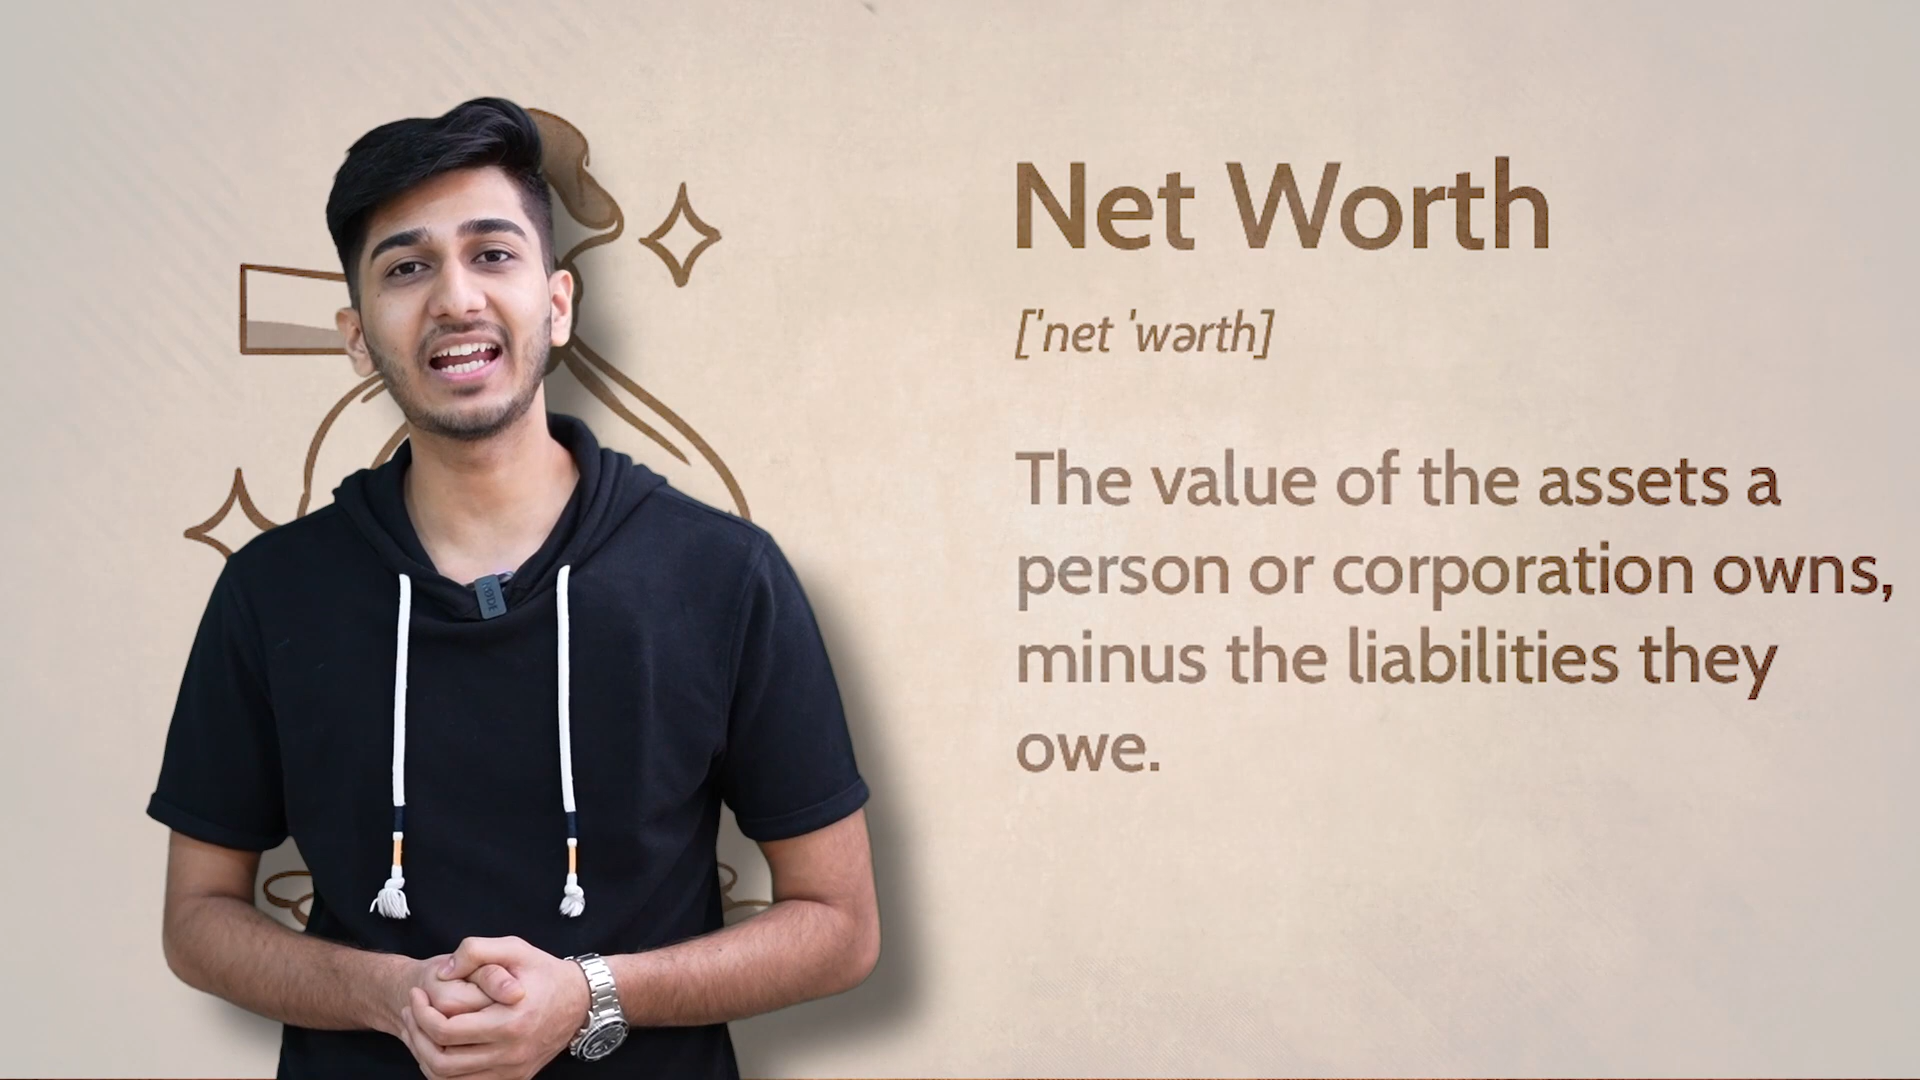 Net Worth
['net 'wərth]
The value of the assets a
person or corporation owns,
minus the liabilities they
owe.